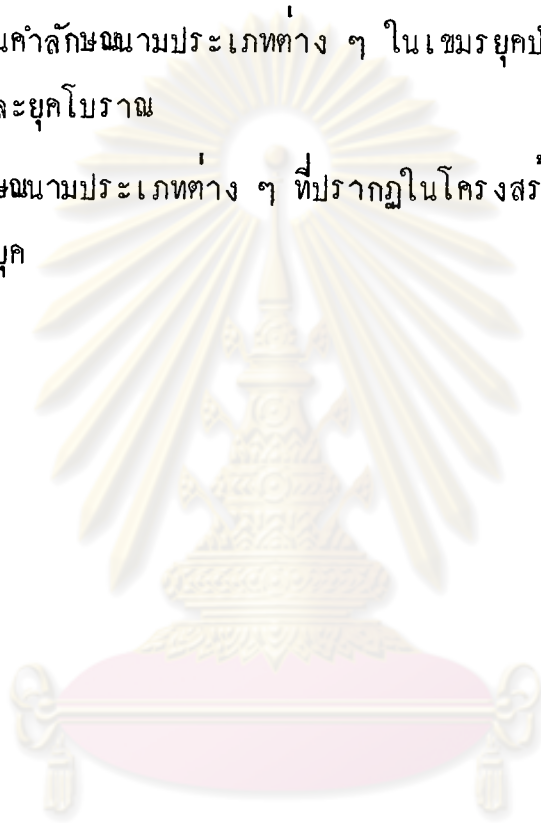 นคำลักษณนามประเภทต่าง ๆ ในเขมรยุคปั
ละยุคโบราณ
ษณนามประเภทต่าง ๆ ที่ปรากฏในโครงสร้
ยุค